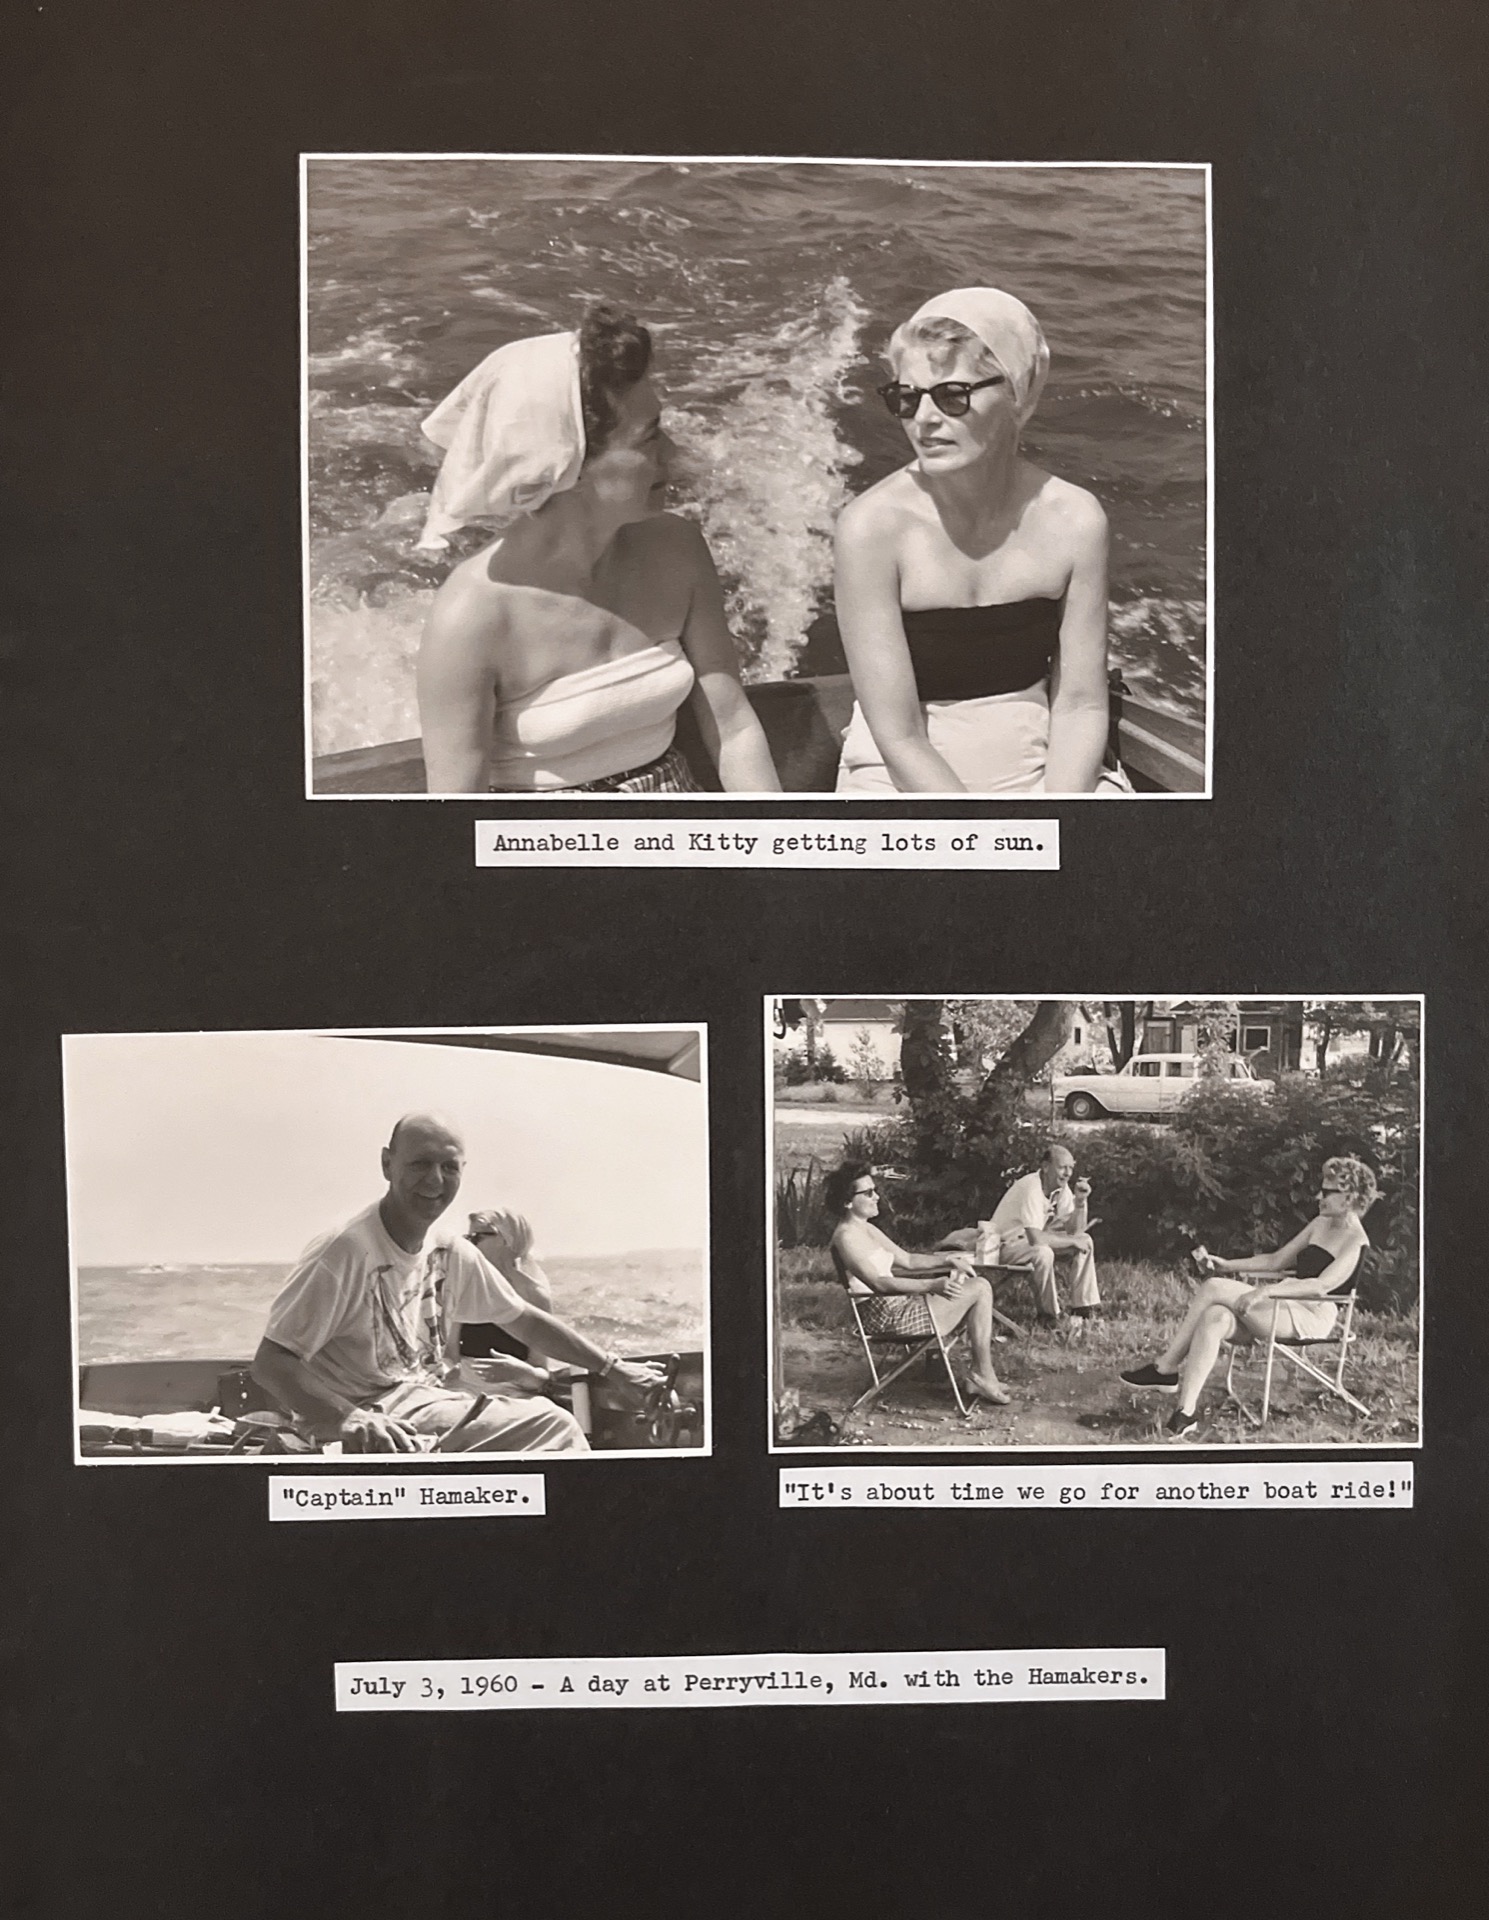 Annabelle and Kitty getting lots of sun.
"Captain" Hamaker.
"It's about time we go for another boat ride!"
July 3, 1960 - A day at Perryville, Md. with the Hamakers.